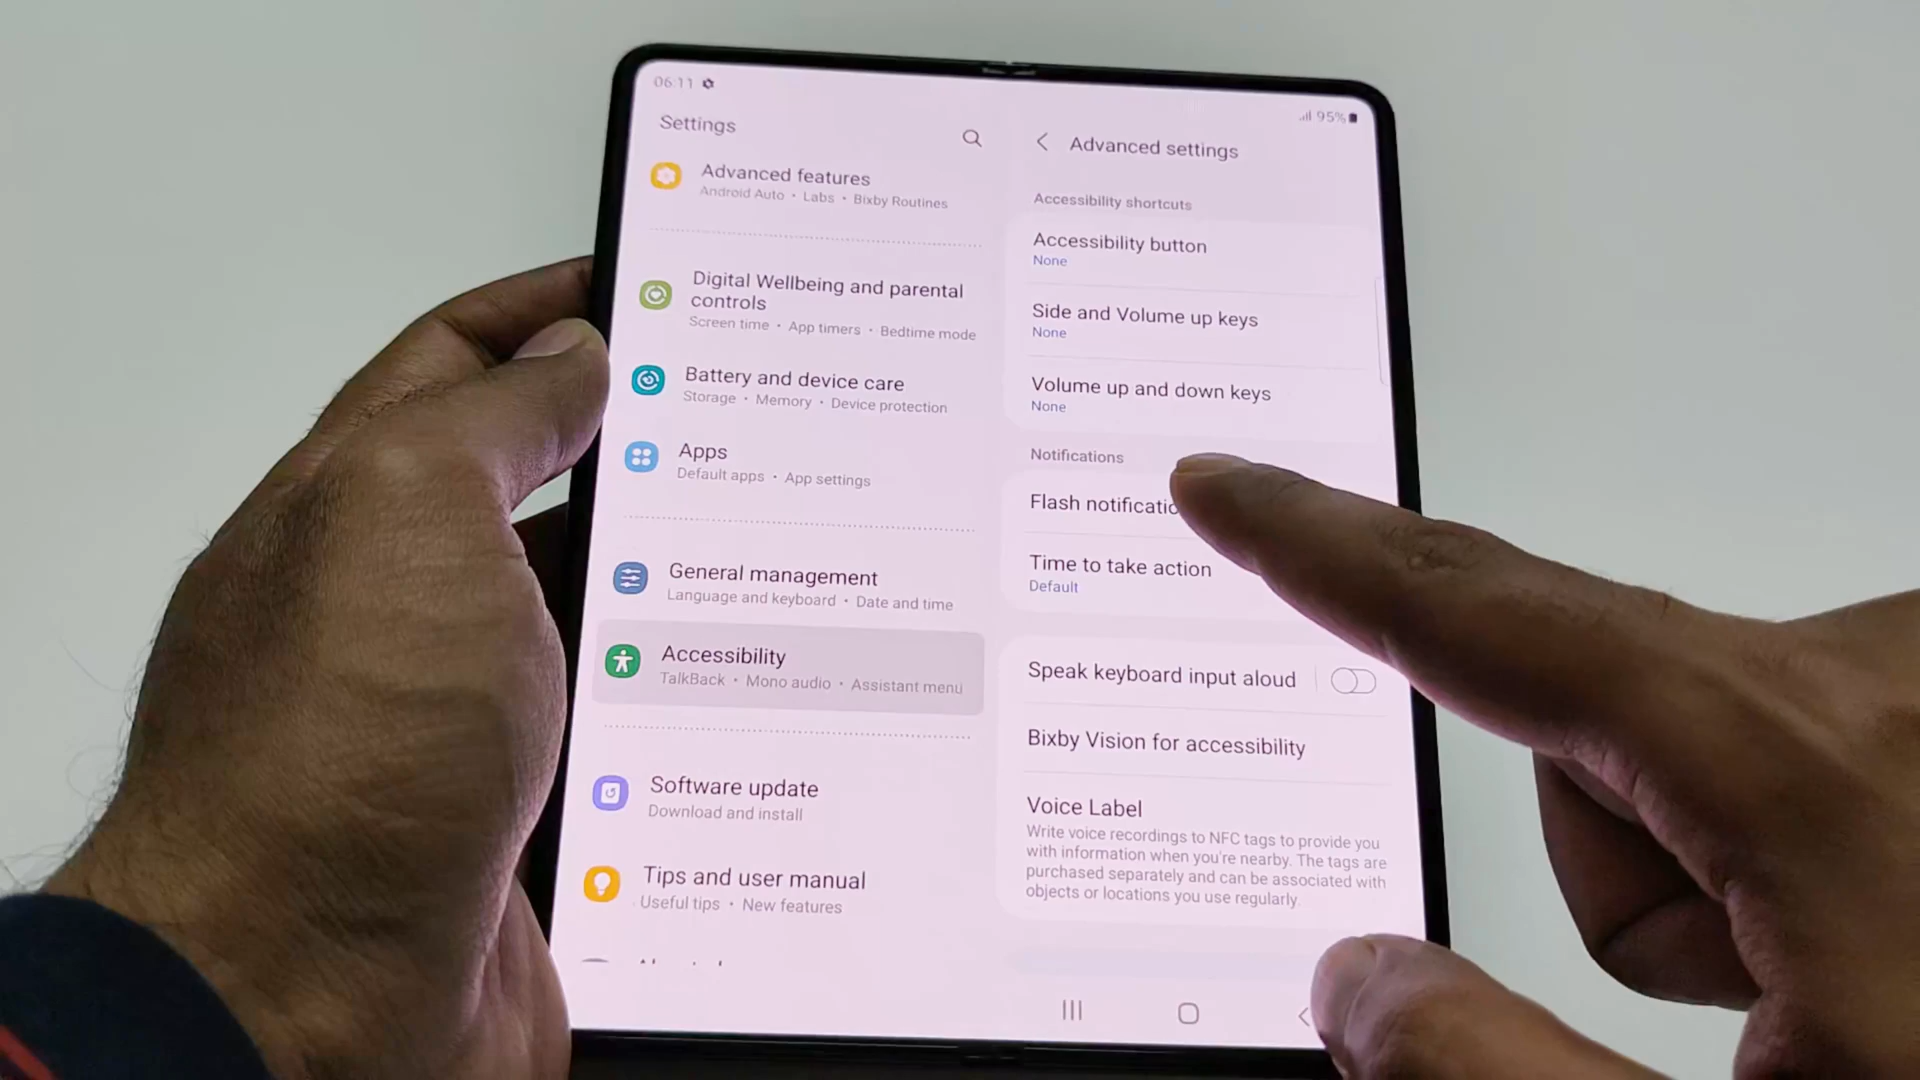 06:11
95%
Settings
Advanced features
Android Auto • Labs • Bixby Routines
Digital Wellbeing and parental
controls
Screen time • App timers • Bedtime mode
Battery and device care
Storage • Memory • Device protection
Apps
Default apps • App settings
General management
Language and keyboard • Date and time
Accessibility
TalkBack • Mono audio • Assistant menu
Software update
Download and install
Tips and user manual
Useful tips • New features
Advanced settings
Accessibility shortcuts
Accessibility button
None
Side and Volume up keys
None
Volume up and down keys
None
Notifications
Flash notificatio
Time to take action
Default
Speak keyboard input aloud
Bixby Vision for accessibility
Voice Label
Write voice recordings to NFC tags to provide you
with information when you're nearby. The tags are
purchased separately and can be associated with
objects or locations you use regularly.